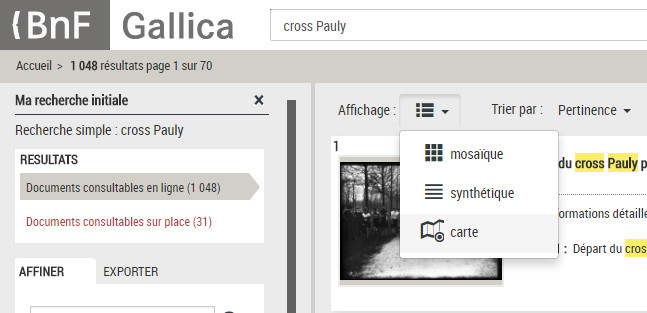 BnF Gallica
cross Pauly
Accueil > 1 048 résultats page 1 sur 70
Ma recherche initiale ×
Recherche simple : cross Pauly
RESULTATS
Documents consultables en ligne (1 048)
Documents consultables sur place (31)
AFFINER EXPORTER
Affichage : Trier par : Pertinence
1
mosaïque
synthétique
carte
du cross Pauly p
ormations détaillé
: Départ du cros